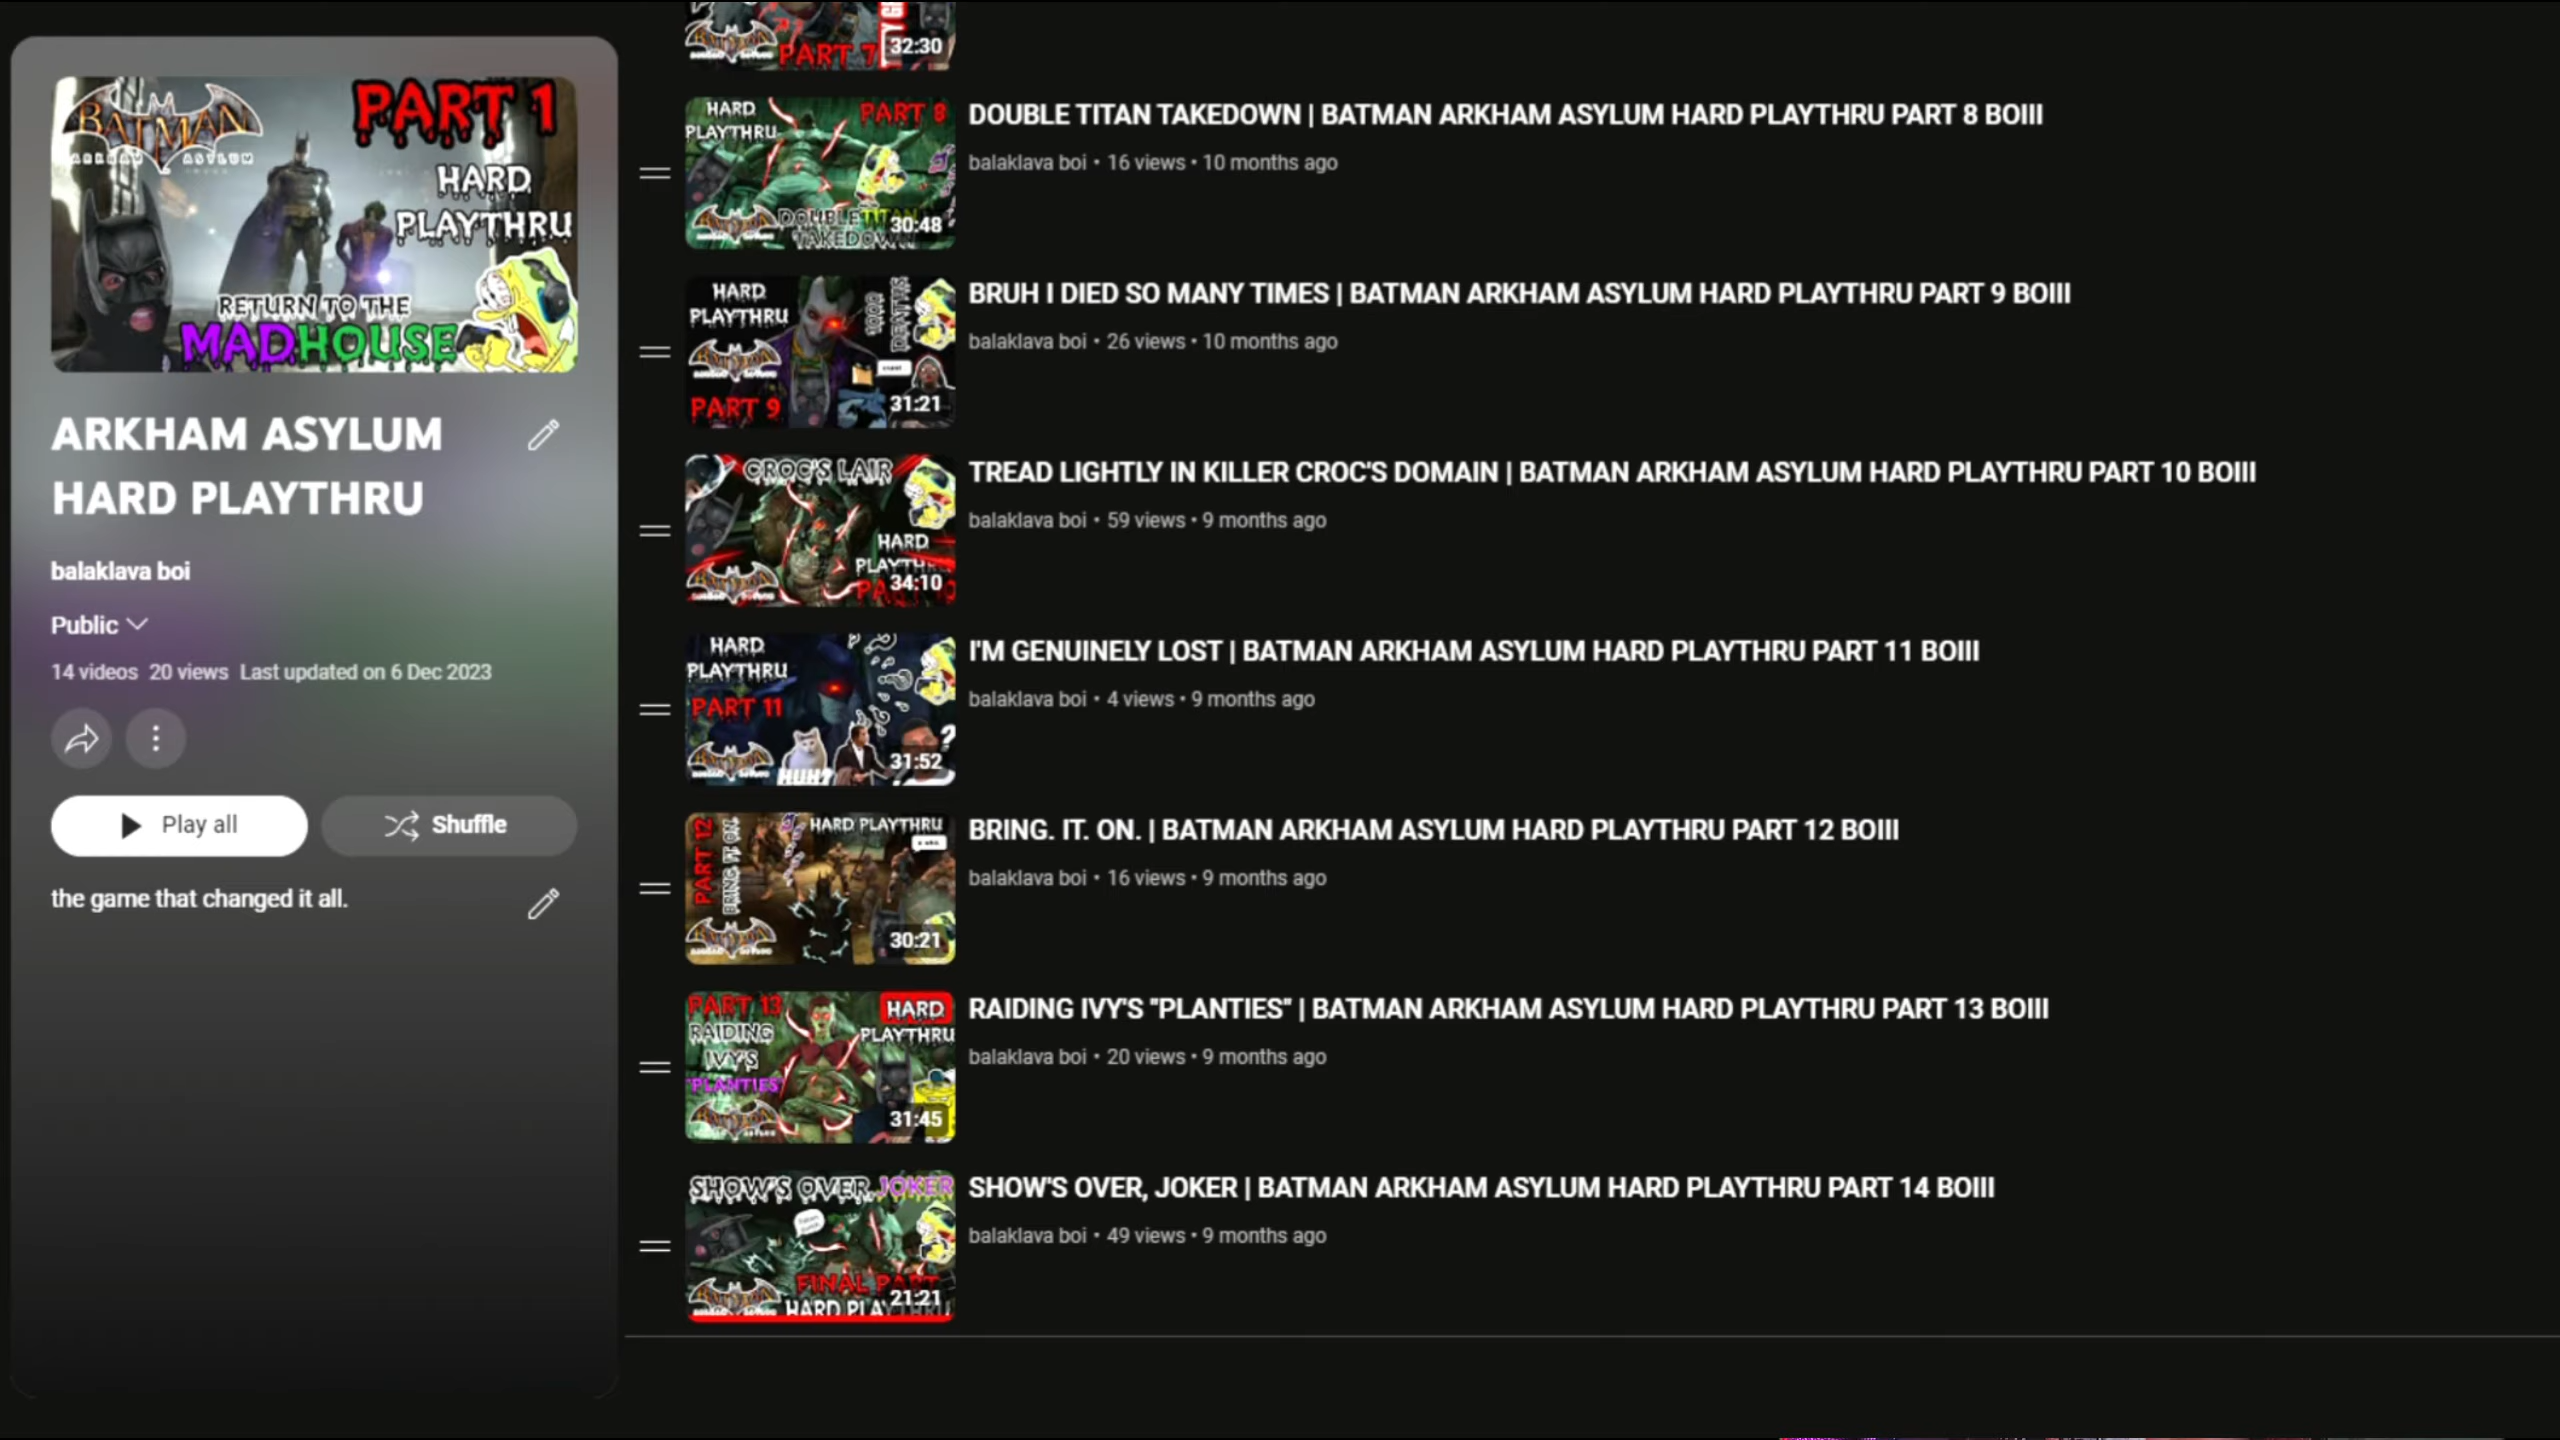 BATMAN
ARKHAM ASYLUM
PART 1
HARD
PLAYTHRU
RETURN TO THE
MADHOUSE
ARKHAM ASYLUM
HARD PLAYTHRU
balaklava boi
Public
14 videos 20 views Last updated on 6 Dec 2023
Play all
Shuffle
the game that changed it all.
PART 7
32:30
HARD
PLAYTHRU
PART 8
DOUBLE TITAN
TAKEDOWN
30:48
DOUBLE TITAN TAKEDOWN | BATMAN ARKHAM ASYLUM HARD PLAYTHRU PART 8 BOIII
balaklava boi • 16 views • 10 months ago
HARD
PLAYTHRU
PART 9
31:21
BRUH I DIED SO MANY TIMES | BATMAN ARKHAM ASYLUM HARD PLAYTHRU PART 9 BOIII
balaklava boi • 26 views • 10 months ago
CROC'S LAIR
HARD
34:10
TREAD LIGHTLY IN KILLER CROC'S DOMAIN | BATMAN ARKHAM ASYLUM HARD PLAYTHRU PART 10 BOIII
balaklava boi • 59 views • 9 months ago
HARD
PLAYTHRU
PART 11
HUH?
31:52
I'M GENUINELY LOST | BATMAN ARKHAM ASYLUM HARD PLAYTHRU PART 11 BOIII
balaklava boi • 4 views • 9 months ago
PART 12
BRING IT ON.
HARD PLAYTHRU
30:21
BRING. IT. ON. | BATMAN ARKHAM ASYLUM HARD PLAYTHRU PART 12 BOIII
balaklava boi • 16 views • 9 months ago
PART 13
RAIDING
IVY'S
"PLANTIES"
HARD
PLAYTHRU
31:45
RAIDING IVY'S "PLANTIES" | BATMAN ARKHAM ASYLUM HARD PLAYTHRU PART 13 BOIII
balaklava boi • 20 views • 9 months ago
SHOW'S OVER, JOKER
FINAL PART
21:21
SHOW'S OVER, JOKER | BATMAN ARKHAM ASYLUM HARD PLAYTHRU PART 14 BOIII
balaklava boi • 49 views • 9 months ago